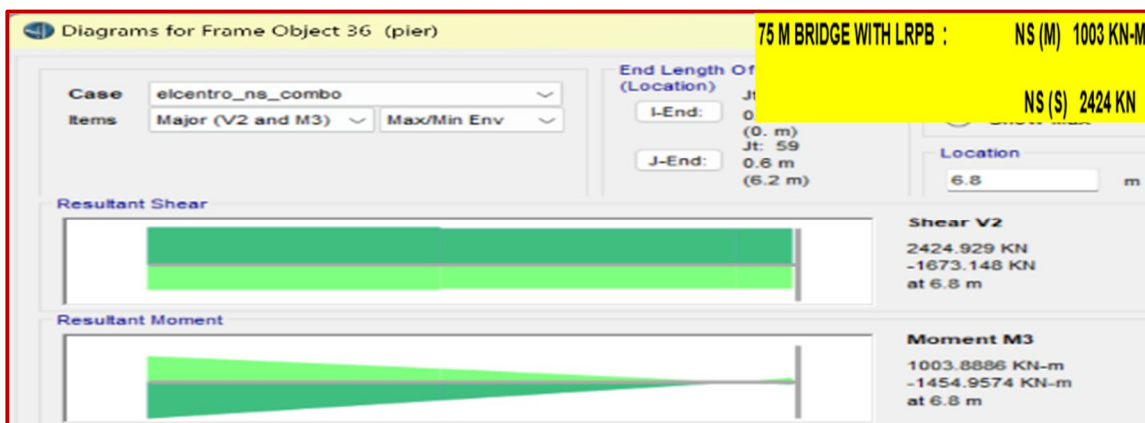 Diagrams for Frame Object 36 (pier)
75 M BRIDGE WITH LRPB : NS (M) 1003 KN-M
NS (S) 2424 KN
Case elcentro_ns_combo
Items Major (V2 and M3) Max/Min Env
End Length Of
(Location)
I-End:
0
(0. m)
J-End:
Jt: 59
0.6 m
(6.2 m)
Location
6.8 m
Resultant Shear
Shear V2
2424.929 KN
-1673.148 KN
at 6.8 m
Resultant Moment
Moment M3
1003.8886 KN-m
-1454.9574 KN-m
at 6.8 m